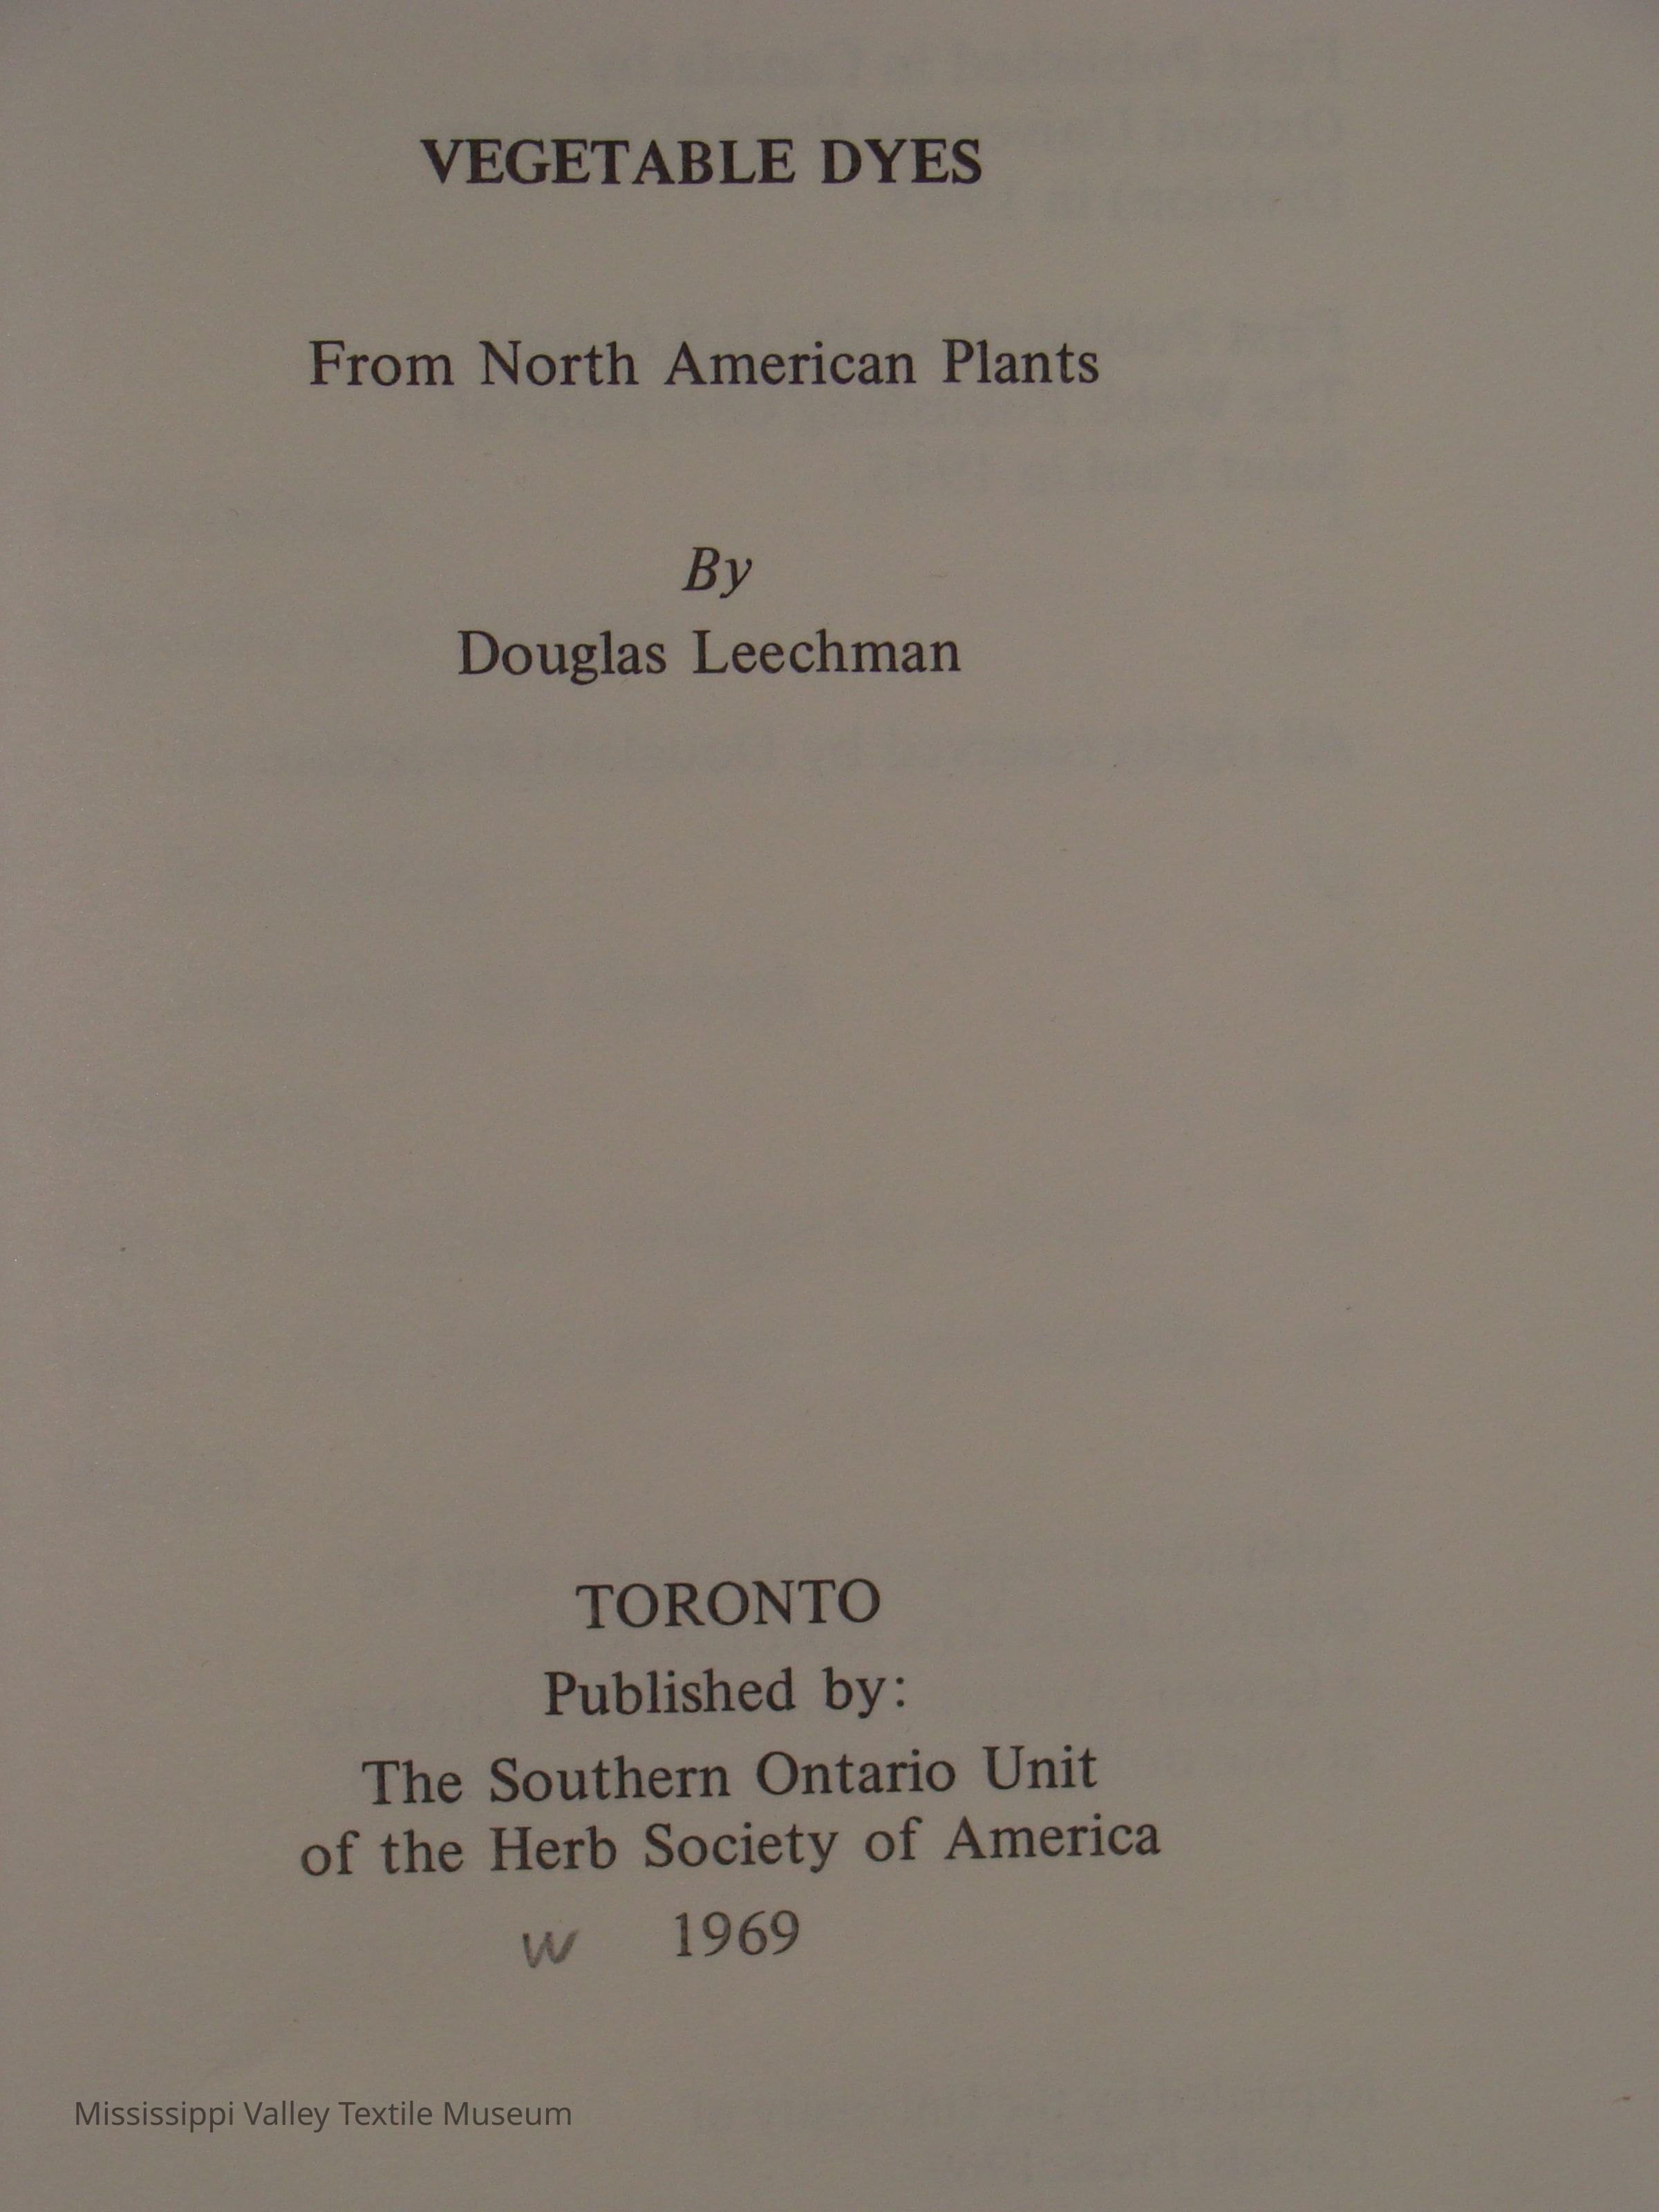 VEGETABLE DYES
From North American Plants
By
Douglas Leechman
TORONTO
Published by:
The Southern Ontario Unit
of the Herb Society of America
w 1969
Mississippi Valley Textile Museum